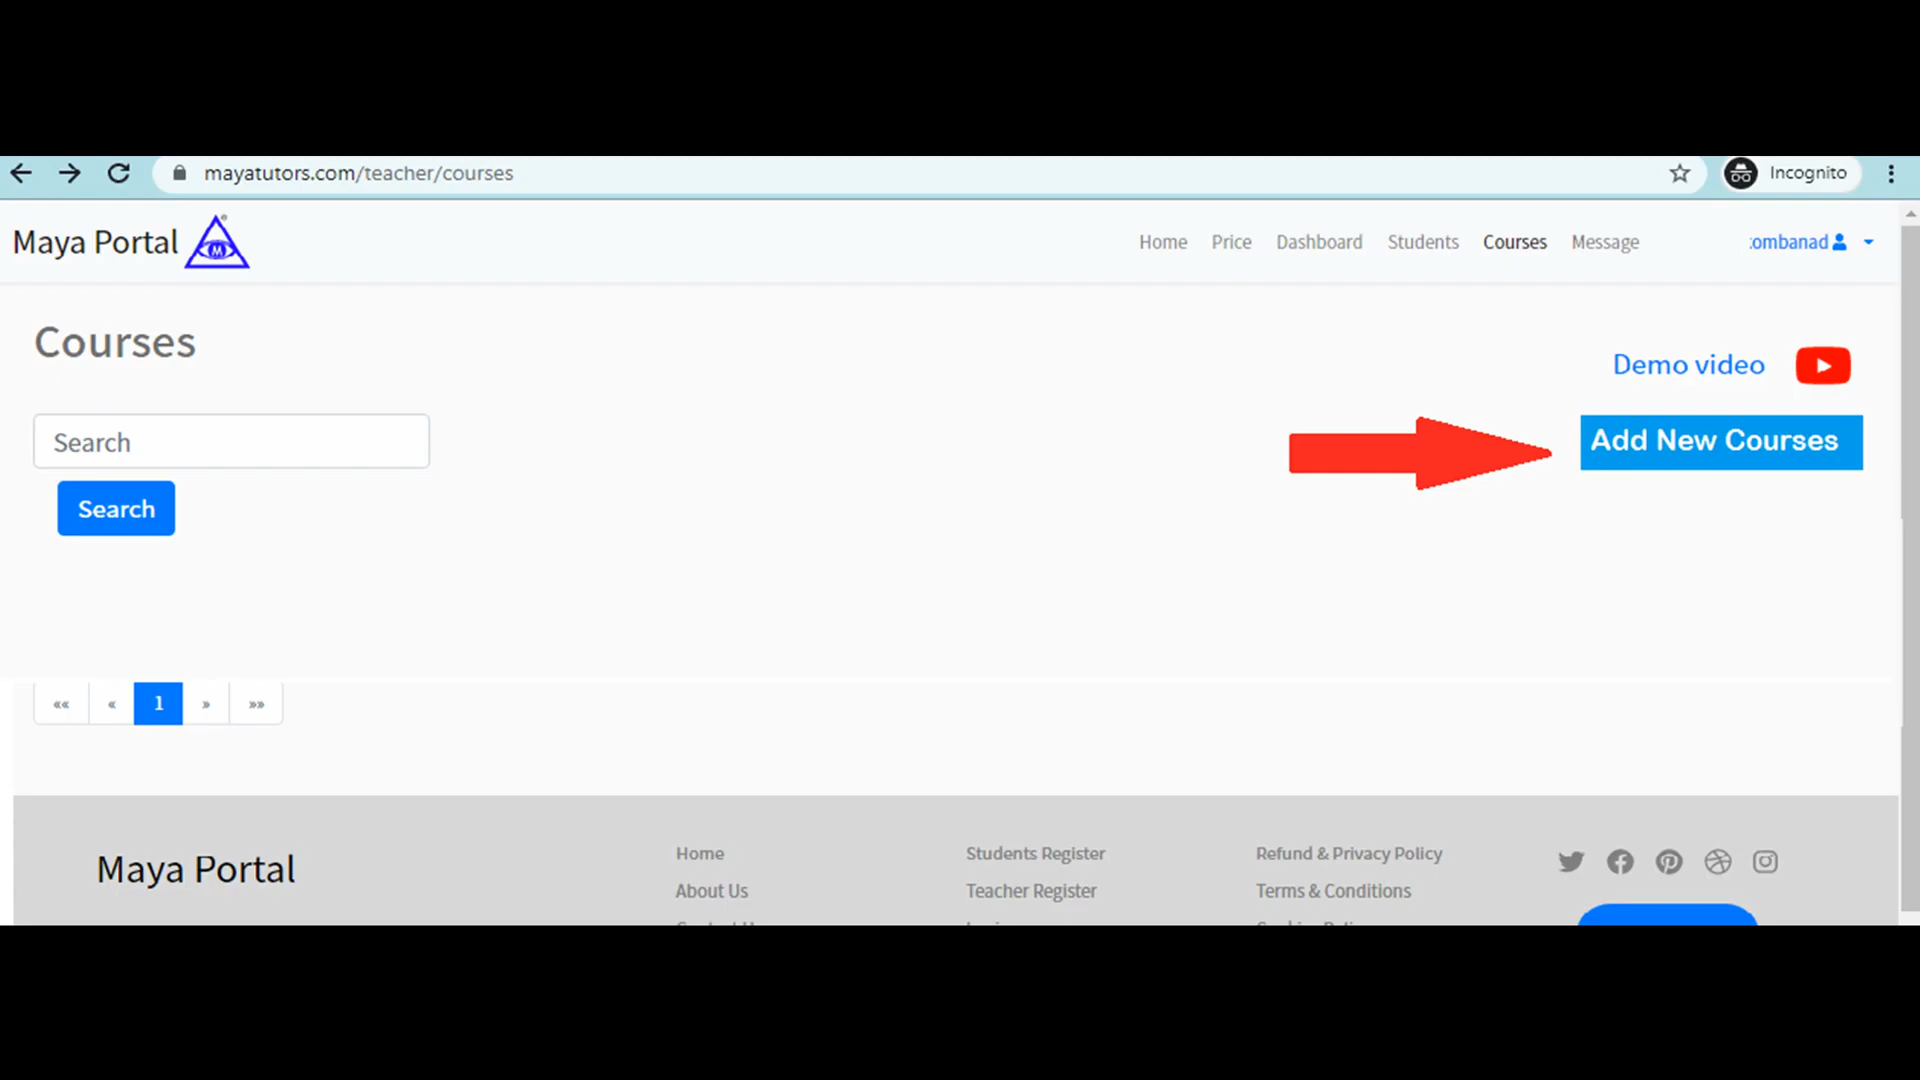 mayatutors.com/teacher/courses
Incognito
Maya Portal
M
Home Price Dashboard Students Courses Message
zombanad
Courses
Demo video
Search
Add New Courses
Search
«« « 1 » »»
Maya Portal
Home
About Us
Students Register
Teacher Register
Refund & Privacy Policy
Terms & Conditions